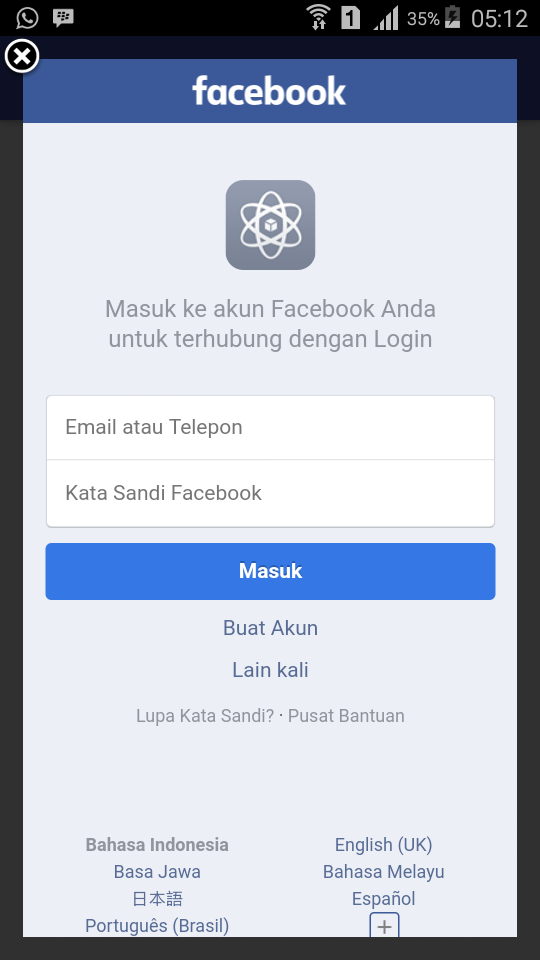 1 35% 05:12
facebook
Masuk ke akun Facebook Anda
untuk terhubung dengan Login
Email atau Telepon
Kata Sandi Facebook
Masuk
Buat Akun
Lain kali
Lupa Kata Sandi? · Pusat Bantuan
Bahasa Indonesia English (UK)
Basa Jawa Bahasa Melayu
日本語 Español
Português (Brasil) +